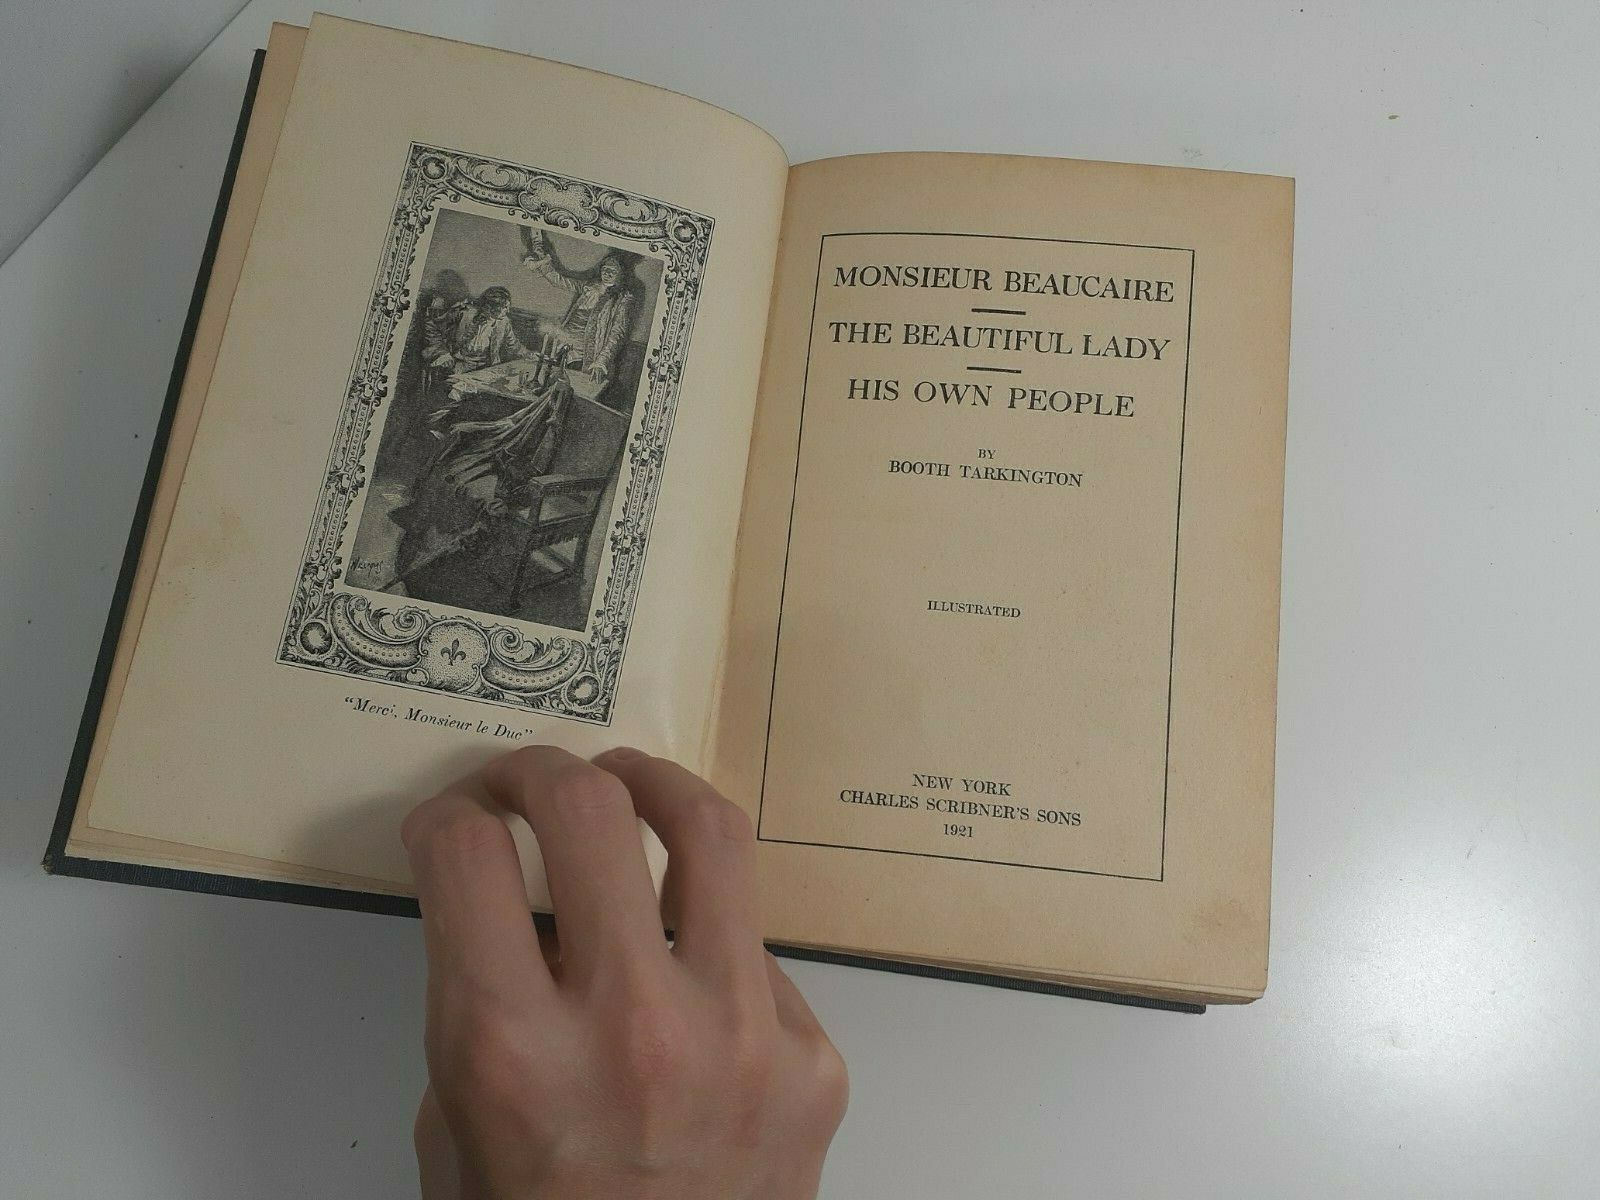 "Merci, Monsieur le Duc"
MONSIEUR BEAUCAIRE
THE BEAUTIFUL LADY
HIS OWN PEOPLE
BY
BOOTH TARKINGTON
ILLUSTRATED
NEW YORK
CHARLES SCRIBNER'S SONS
1921